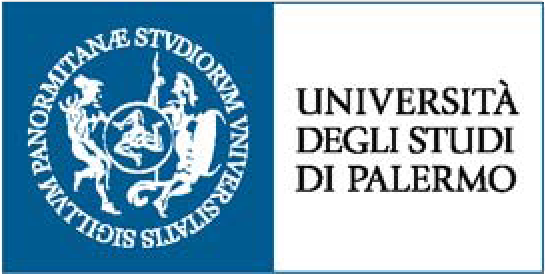 SIGILLVM PANORMITANÆ STVDIORVM VNIVERSITATIS
UNIVERSITÀ
DEGLI STUDI
DI PALERMO